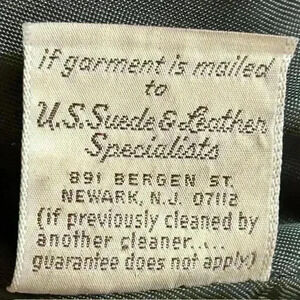 if garment is mailed
to
U.S. Suede & Leather
Specialists
891 BERGEN ST.
NEWARK, N.J. 07112
(if previously cleaned by
another cleaner.....
guarantee does not apply.)